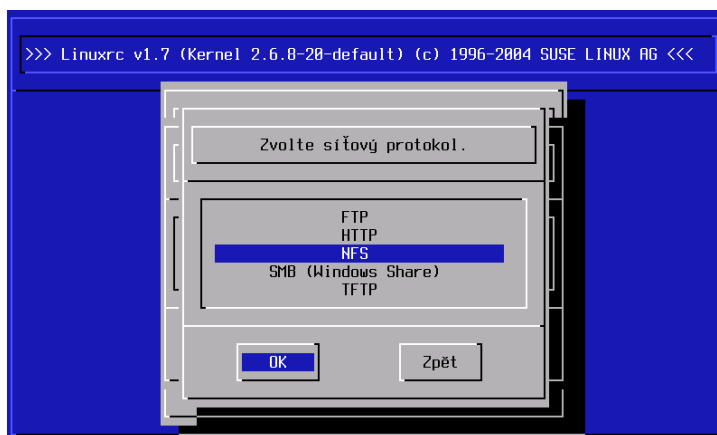 >>> Linuxrc v1.7 (Kernel 2.6.8-20-default) (c) 1996-2004 SUSE LINUX AG <<<
Zvolte síťový protokol.
FTP
HTTP
NFS
SMB (Windows Share)
TFTP
OK Zpět